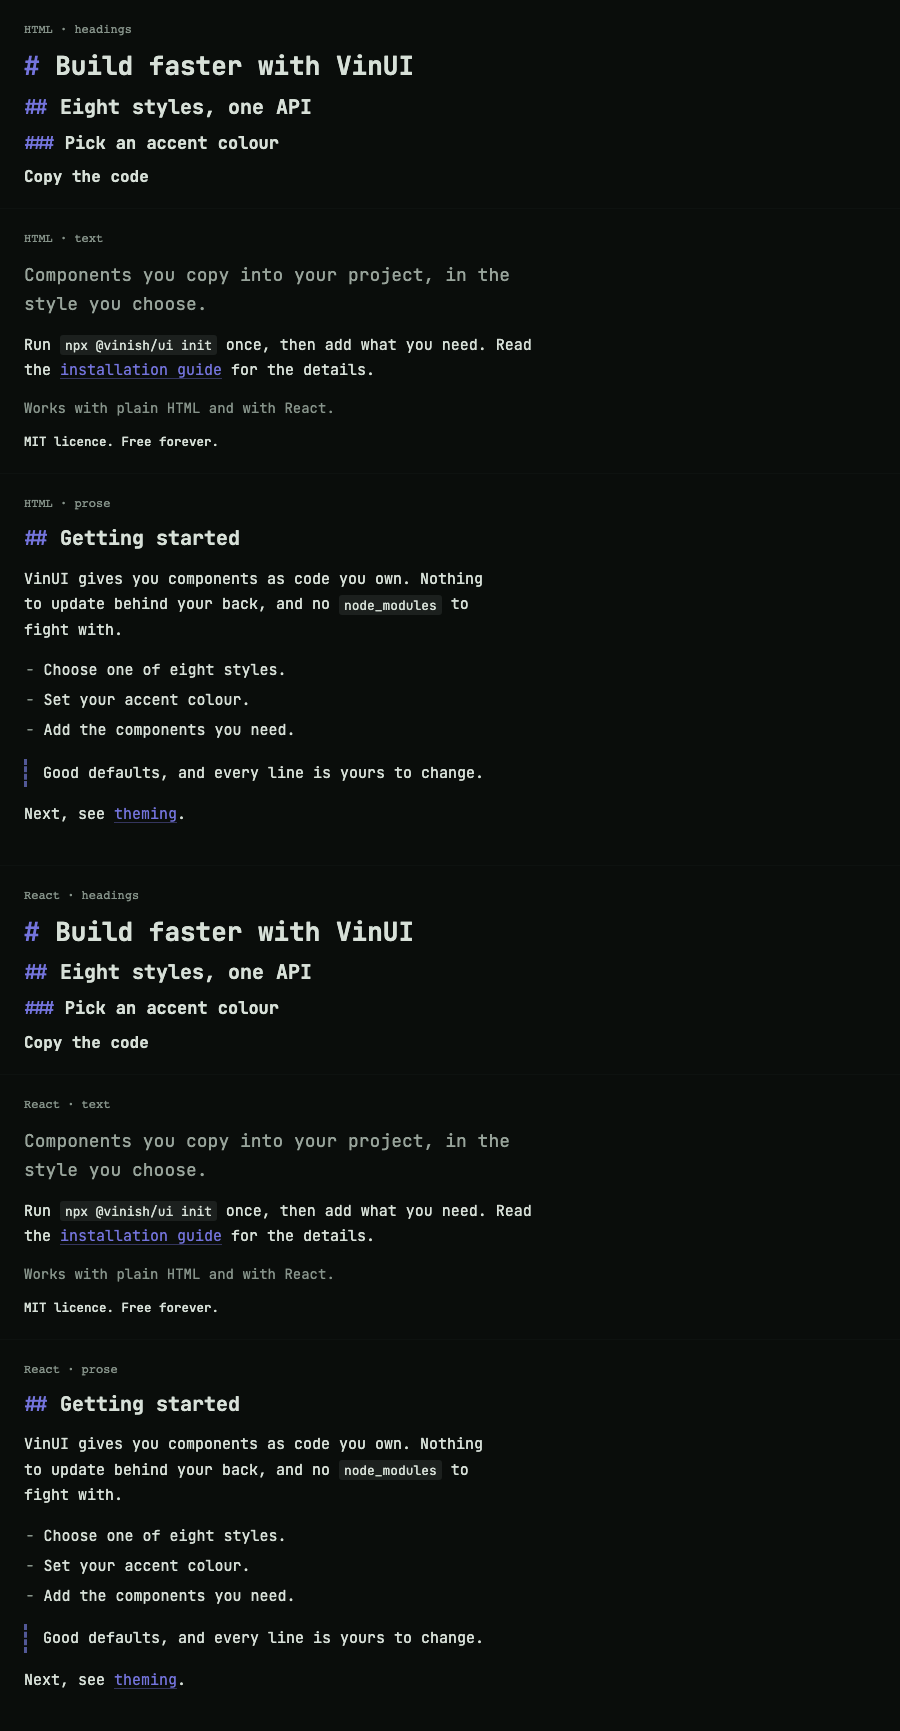 HTML · headings
# Build faster with VinUI
## Eight styles, one API
### Pick an accent colour
Copy the code
HTML · text
Components you copy into your project, in the
style you choose.
Run npx @vinish/ui init once, then add what you need. Read
the installation guide for the details.
Works with plain HTML and with React.
MIT licence. Free forever.
HTML · prose
## Getting started
VinUI gives you components as code you own. Nothing
to update behind your back, and no node_modules to
fight with.
- Choose one of eight styles.
- Set your accent colour.
- Add the components you need.
Good defaults, and every line is yours to change.
Next, see theming.
React · headings
# Build faster with VinUI
## Eight styles, one API
### Pick an accent colour
Copy the code
React · text
Components you copy into your project, in the
style you choose.
Run npx @vinish/ui init once, then add what you need. Read
the installation guide for the details.
Works with plain HTML and with React.
MIT licence. Free forever.
React · prose
## Getting started
VinUI gives you components as code you own. Nothing
to update behind your back, and no node_modules to
fight with.
- Choose one of eight styles.
- Set your accent colour.
- Add the components you need.
Good defaults, and every line is yours to change.
Next, see theming.